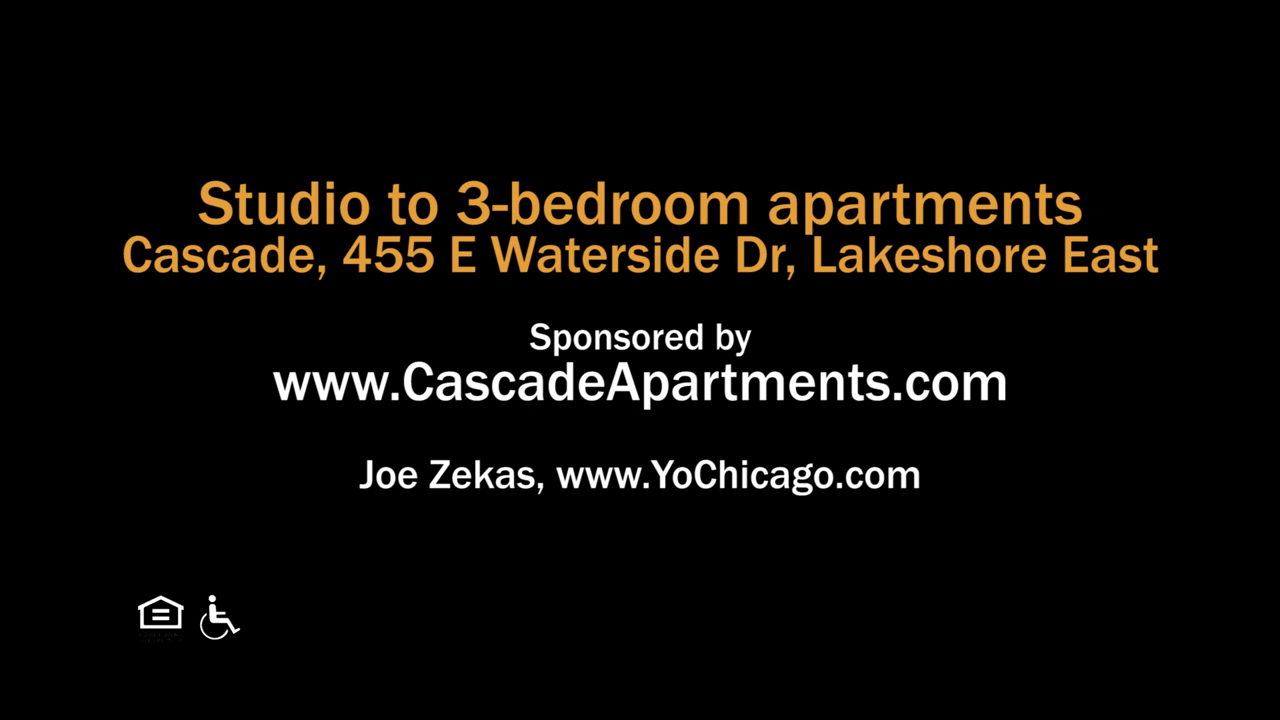 Studio to 3-bedroom apartments
Cascade, 455 E Waterside Dr, Lakeshore East
Sponsored by
www.CascadeApartments.com
Joe Zekas, www.YoChicago.com